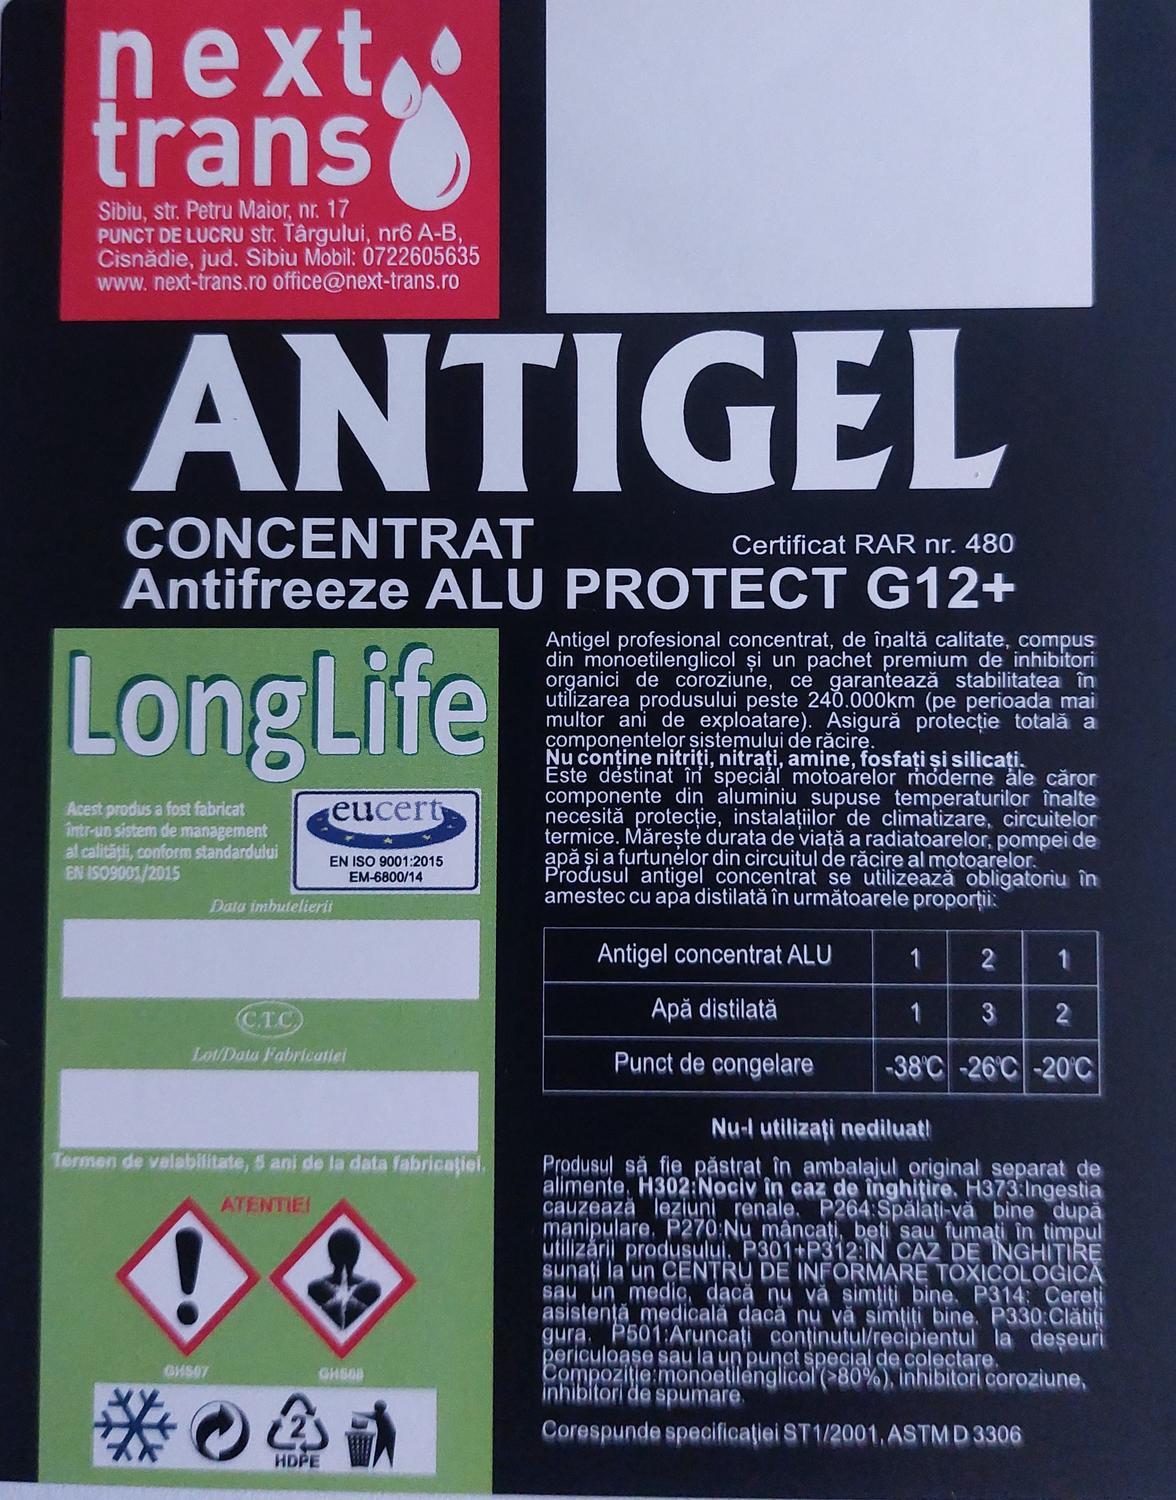 next
trans
Sibiu, str. Petru Maior, nr. 17
PUNCT DE LUCRU str. Târgului, nr6 A-B,
Cisnădie, jud. Sibiu Mobil: 0722605635
www. next-trans.ro office@next-trans.ro
ANTIGEL
CONCENTRAT
Certificat RAR nr. 480
Antifreeze ALU PROTECT G12+
LongLife
Acest produs a fost fabricat
într-un sistem de management
al calității, conform standardului
EN ISO9001/2015
eucert
EN ISO 9001:2015
EM-6800/14
Data imbutelierii
C.T.C.
Lot/Data Fabricatiei
Termen de valabilitate, 5 ani de la data fabricației.
ATENTIE!
GHS07
GHS08
2
HDPE
Antigel profesional concentrat, de înaltă calitate, compus
din monoetilenglicol și un pachet premium de inhibitori
organici de coroziune, ce garantează stabilitatea în
utilizarea produsului peste 240.000km (pe perioada mai
multor ani de exploatare). Asigură protecție totală a
componentelor sistemului de răcire.
Nu conține nitriți, nitrați, amine, fosfați și silicați.
Este destinat în special motoarelor moderne ale căror
componente din aluminiu supuse temperaturilor înalte
necesită protecție, instalațiilor de climatizare, circuitelor
termice. Mărește durata de viață a radiatoarelor, pompei de
apă și a furtunelor din circuitul de răcire al motoarelor.
Produsul antigel concentrat se utilizează obligatoriu în
amestec cu apa distilată în următoarele proporții:
Antigel concentrat ALU 1 2 1
Apă distilată 1 3 2
Punct de congelare -38°C -26°C -20°C
Nu-l utilizați nediluat!
Produsul să fie păstrat în ambalajul original separat de
alimente. H302:Nociv în caz de înghițire. H373:Ingestia
cauzează leziuni renale. P264:Spălați-vă bine după
manipulare. P270:Nu mâncați, beți sau fumați în timpul
utilizării produsului. P301+P312:ÎN CAZ DE ÎNGHIȚIRE
sunați la un CENTRU DE INFORMARE TOXICOLOGICĂ
sau un medic, dacă nu vă simțiți bine. P314: Cereți
asistență medicală dacă nu vă simțiți bine. P330:Clătiți
gura. P501:Aruncați conținutul/recipientul la deșeuri
periculoase sau la un punct special de colectare.
Compoziție:monoetilenglicol (>80%), inhibitori coroziune,
inhibitori de spumare.
Corespunde specificației ST1/2001, ASTM D 3306